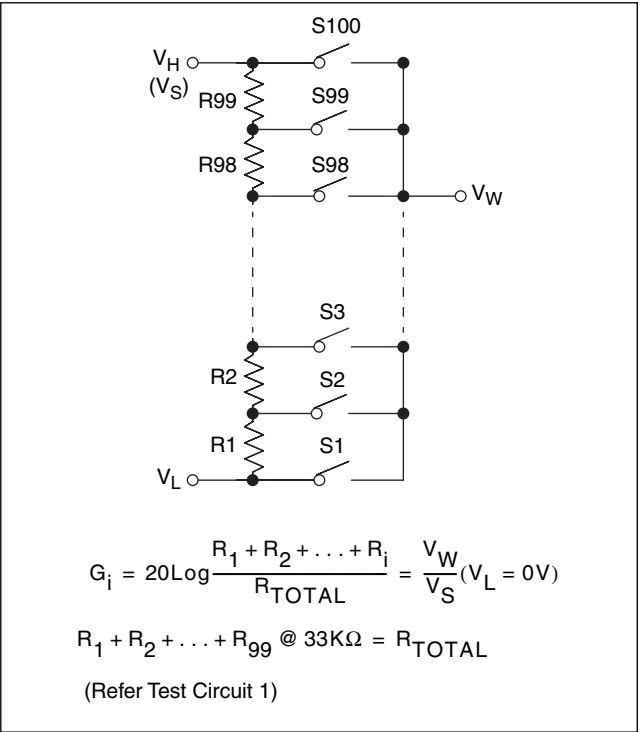 S100
V_H
(V_S)
R99
S99
R98
S98
V_W
S3
R2
S2
R1
S1
V_L
G_i = 20Log (R_1 + R_2 + . . . + R_i) / R_TOTAL = V_W / V_S (V_L = 0V)
R_1 + R_2 + . . . + R_99 @ 33KΩ = R_TOTAL
(Refer Test Circuit 1)